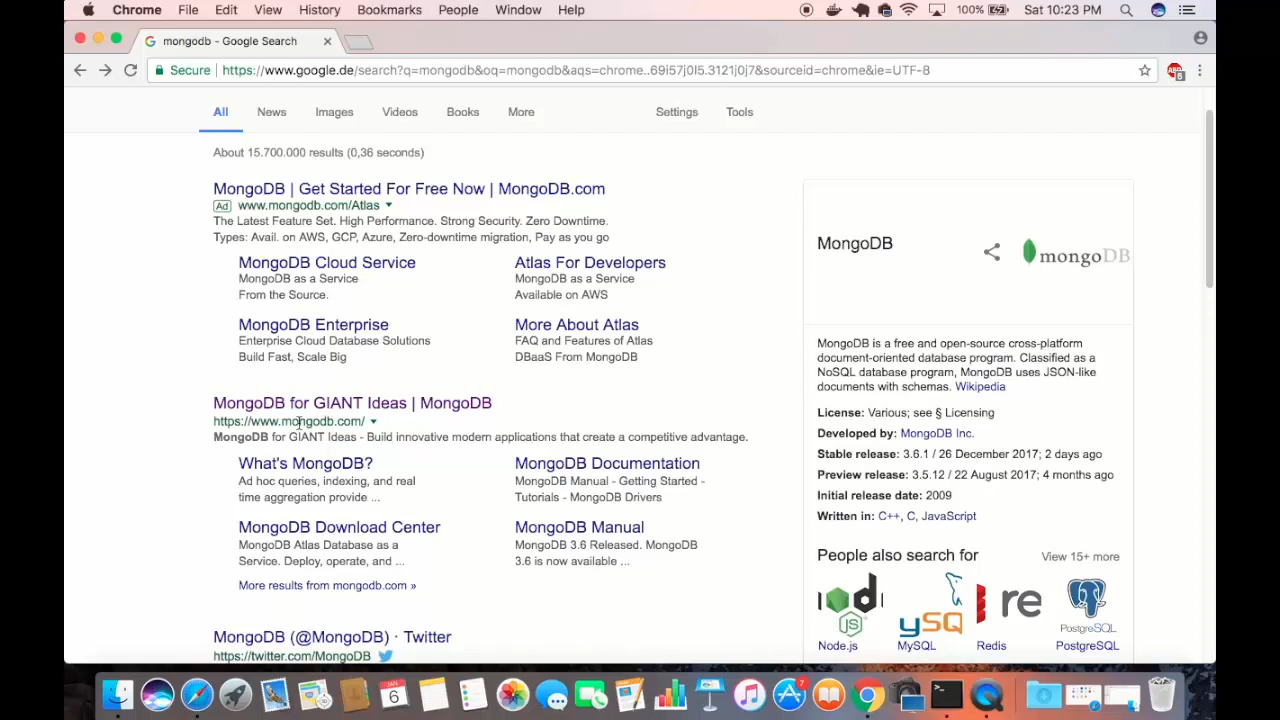 Chrome File Edit View History Bookmarks People Window Help 100% Sat 10:23 PM
mongodb - Google Search
Secure https://www.google.de/search?q=mongodb&oq=mongodb&aqs=chrome..69i57j0l5.3121j0j7&sourceid=chrome&ie=UTF-8
All News Images Videos Books More Settings Tools
About 15.700.000 results (0,36 seconds)
MongoDB | Get Started For Free Now | MongoDB.com
Ad www.mongodb.com/Atlas
The Latest Feature Set. High Performance. Strong Security. Zero Downtime.
Types: Avail. on AWS, GCP, Azure, Zero-downtime migration, Pay as you go
MongoDB Cloud Service
MongoDB as a Service
From the Source.
Atlas For Developers
MongoDB as a Service
Available on AWS
MongoDB Enterprise
Enterprise Cloud Database Solutions
Build Fast, Scale Big
More About Atlas
FAQ and Features of Atlas
DBaaS From MongoDB
MongoDB for GIANT Ideas | MongoDB
https://www.mongodb.com/
MongoDB for GIANT Ideas - Build innovative modern applications that create a competitive advantage.
What's MongoDB?
Ad hoc queries, indexing, and real
time aggregation provide ...
MongoDB Documentation
MongoDB Manual - Getting Started -
Tutorials - MongoDB Drivers
MongoDB Download Center
MongoDB Atlas Database as a
Service. Deploy, operate, and ...
MongoDB Manual
MongoDB 3.6 Released. MongoDB
3.6 is now available ...
More results from mongodb.com »
MongoDB (@MongoDB) · Twitter
https://twitter.com/MongoDB
MongoDB
mongoDB
MongoDB is a free and open-source cross-platform
document-oriented database program. Classified as a
NoSQL database program, MongoDB uses JSON-like
documents with schemas. Wikipedia
License: Various; see § Licensing
Developed by: MongoDB Inc.
Stable release: 3.6.1 / 26 December 2017; 2 days ago
Preview release: 3.5.12 / 22 August 2017; 4 months ago
Initial release date: 2009
Written in: C++, C, JavaScript
People also search for View 15+ more
Node.js MySQL Redis PostgreSQL
JAN
6
7